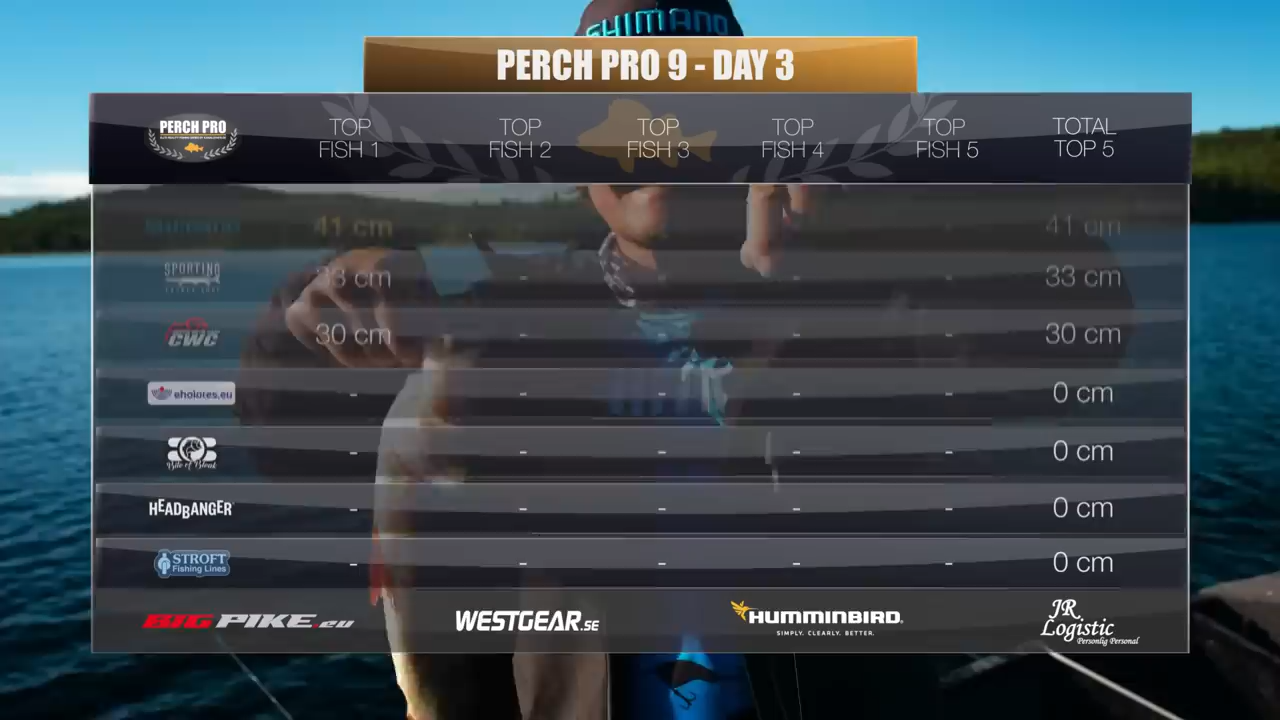 SHIMANO
PERCH PRO 9 - DAY 3
PERCH PRO
TOP FISH 1
TOP FISH 2
TOP FISH 3
TOP FISH 4
TOP FISH 5
TOTAL TOP 5
SHIMANO 41 cm - 41 cm
SPORTING 33 cm - - - - 33 cm
CWC 30 cm - - - - 30 cm
eholotes.eu - - - - - 0 cm
Bite of Bleak - - - - - 0 cm
HEADBANGER - - - - - 0 cm
STROFT Fishing Lines - - - - - 0 cm
BIG PIKE.eu
WESTGEAR.SE
HUMMINBIRD
SIMPLY. CLEARLY. BETTER.
JR
Logistic
Personlig Personal